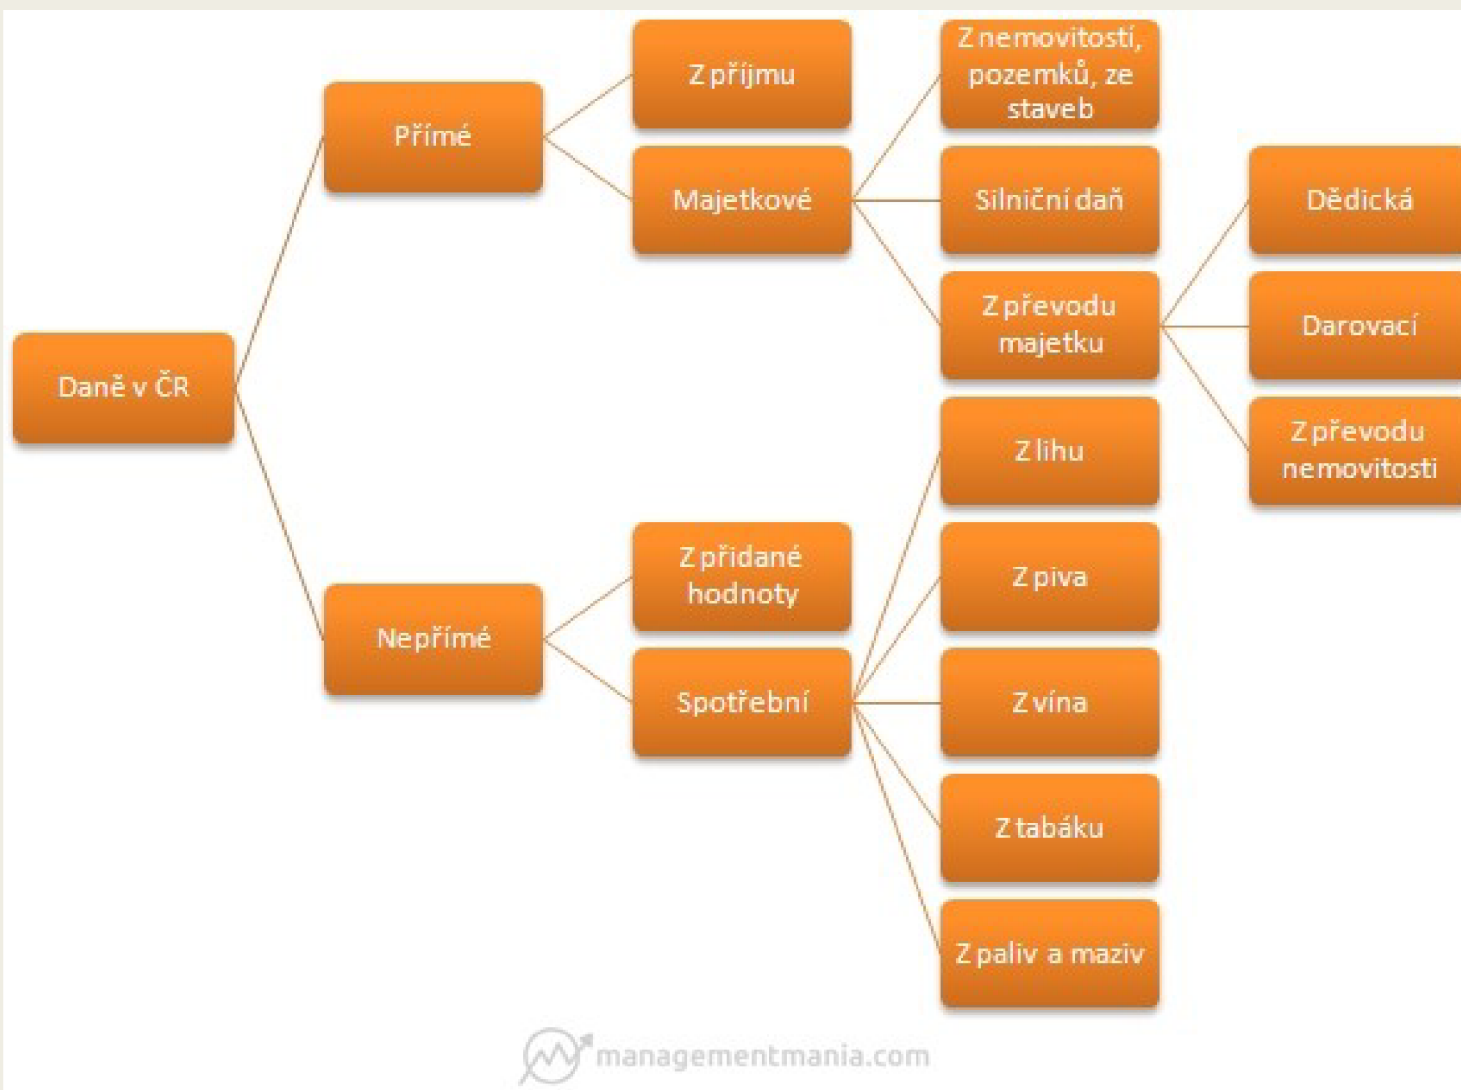 Daně v ČR
Přímé
Z příjmu
Majetkové
Z nemovitostí,
pozemků, ze
staveb
Silniční daň
Z převodu
majetku
Dědická
Darovací
Z převodu
nemovitosti
Nepřímé
Z přidané
hodnoty
Spotřební
Z lihu
Z piva
Z vína
Z tabáku
Z paliv a maziv
managementmania.com